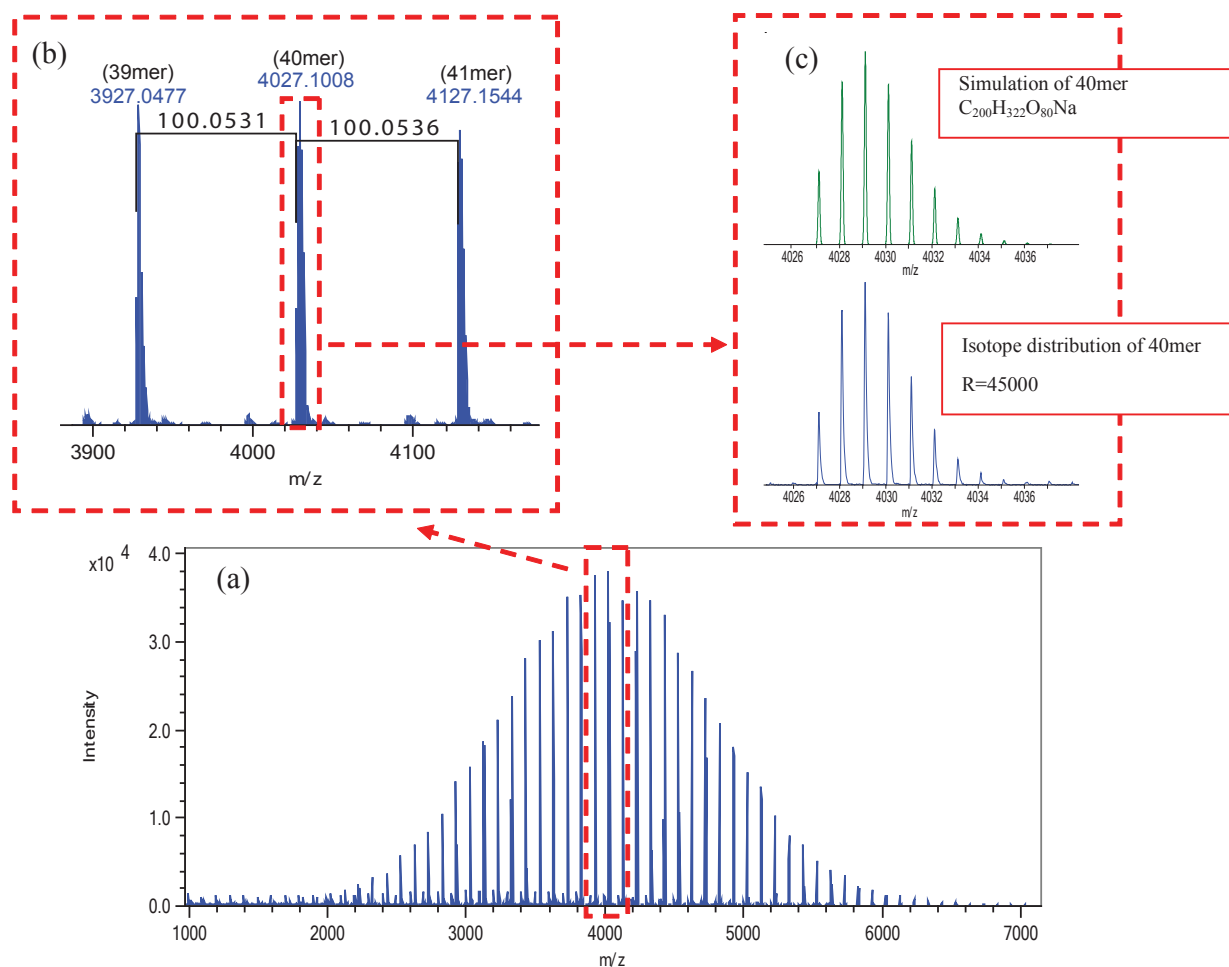 (b)
(39mer)
3927.0477
(40mer)
4027.1008
(41mer)
4127.1544
100.0531
100.0536
3900
4000
4100
m/z
(c)
Simulation of 40mer
C₂₀₀H₃₂₂O₈₀Na
4026
4028
4030
4032
4034
4036
m/z
Isotope distribution of 40mer
R=45000
4026
4028
4030
4032
4034
4036
m/z
(a)
x10 4
4.0
3.0
2.0
1.0
0.0
Intensity
1000
2000
3000
4000
5000
6000
7000
m/z